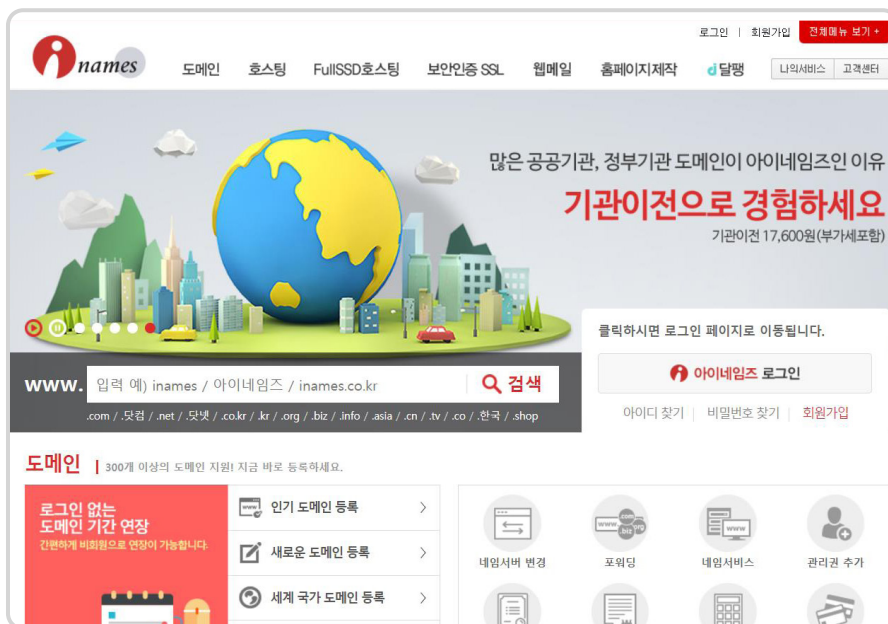 로그인 | 회원가입 전체메뉴 보기 +
inames
도메인 호스팅 FullSSD호스팅 보안인증 SSL 웹메일 홈페이지제작 d 달팽 나의서비스 고객센터
많은 공공기관, 정부기관 도메인이 아이네임즈인 이유
기관이전으로 경험하세요
기관이전 17,600원(부가세포함)
클릭하시면 로그인 페이지로 이동됩니다.
아이네임즈 로그인
아이디 찾기 | 비밀번호 찾기 | 회원가입
www. 입력 예) inames / 아이네임즈 / inames.co.kr 검색
.com / .닷컴 / .net / .닷넷 / .co.kr / .kr / .org / .biz / .info / .asia / .cn / .tv / .co / .한국 / .shop
도메인 | 300개 이상의 도메인 지원! 지금 바로 등록하세요.
로그인 없는
도메인 기간 연장
간편하게 비회원으로 연장이 가능합니다.
www 인기 도메인 등록
새로운 도메인 등록
세계 국가 도메인 등록
네임서버 변경
www .com .biz .org
포워딩
www
네임서비스
관리권 추가